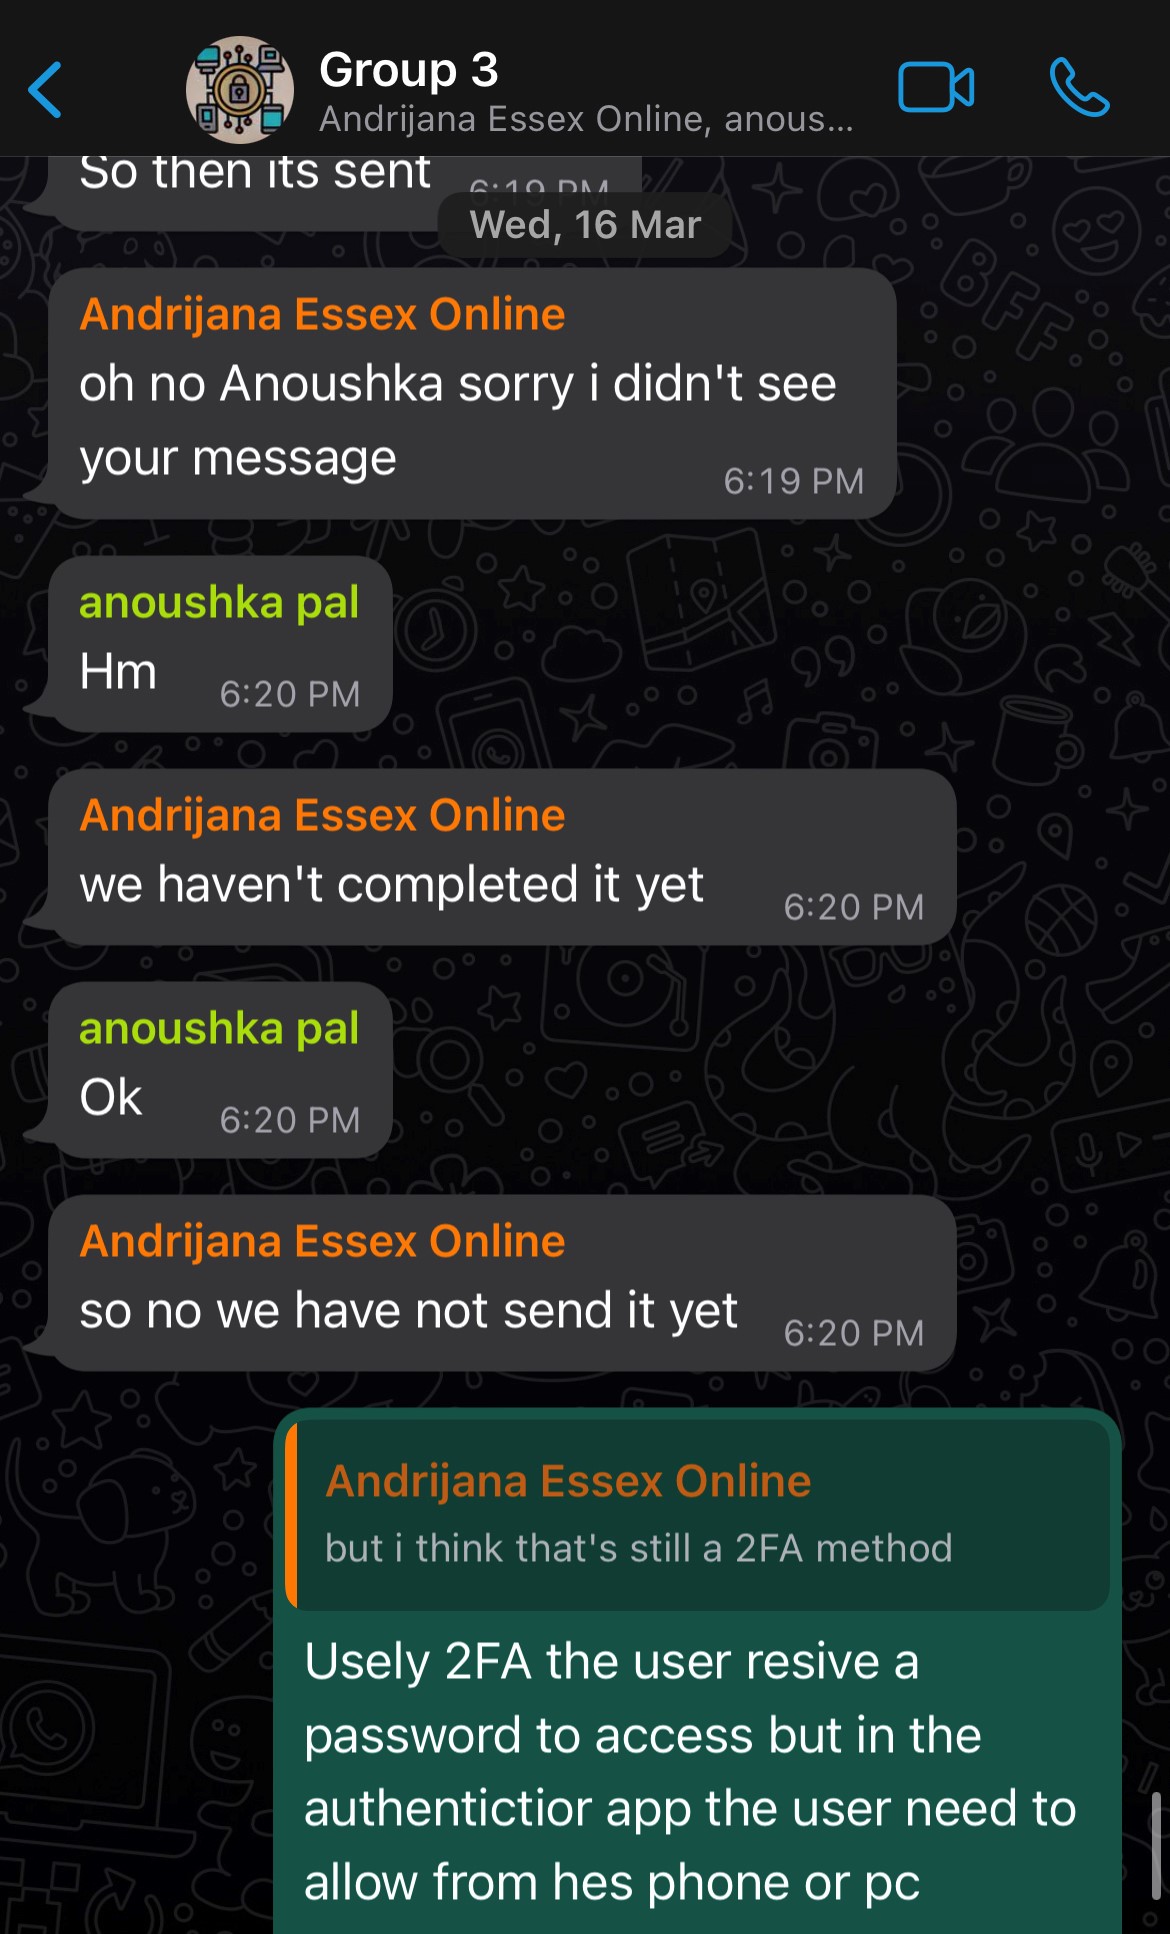 Group 3
Andrijana Essex Online, anous...
So then its sent
6:19 PM
Wed, 16 Mar
Andrijana Essex Online
oh no Anoushka sorry i didn't see
your message
6:19 PM
anoushka pal
Hm
6:20 PM
Andrijana Essex Online
we haven't completed it yet
6:20 PM
anoushka pal
Ok
6:20 PM
Andrijana Essex Online
so no we have not send it yet
6:20 PM
Andrijana Essex Online
but i think that's still a 2FA method
Usely 2FA the user resive a
password to access but in the
authentictior app the user need to
allow from hes phone or pc
BFF